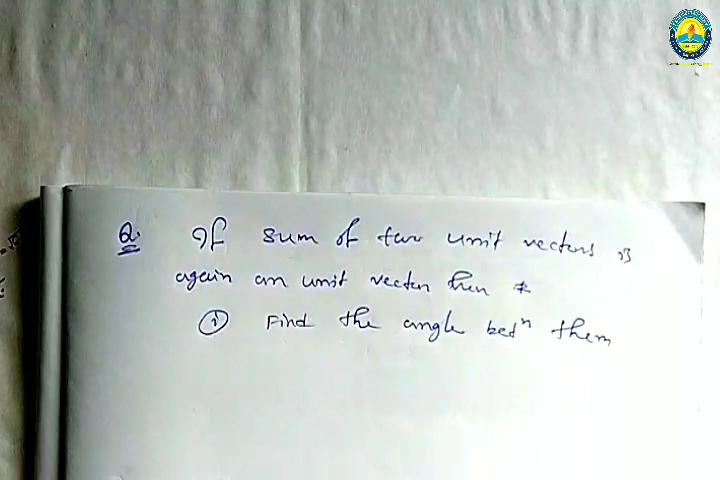 Q. If sum of two unit vectors is
again an unit vector then *
(1) Find the angle betⁿ them